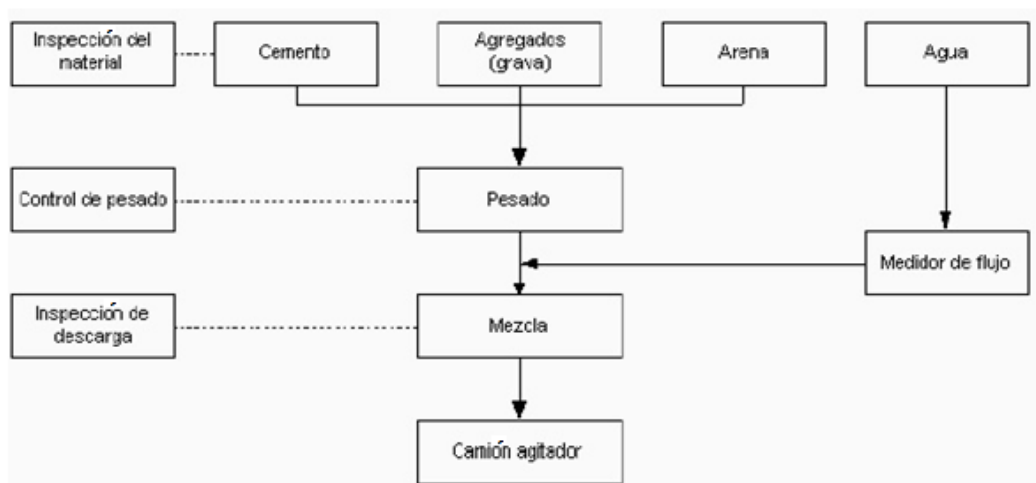 Inspección del
material
Cemento
Agregados
(grava)
Arena
Agua
Control de pesado
Pesado
Medidor de flujo
Inspección de
descarga
Mezcla
Camión agitador